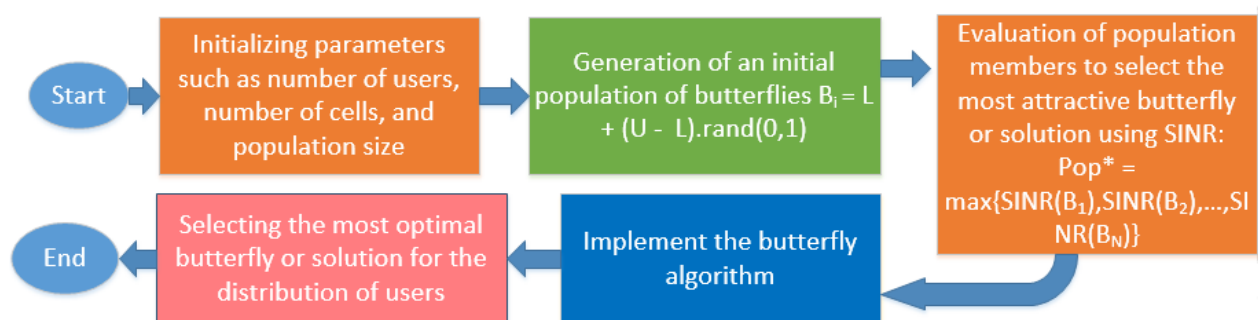 Start
Initializing parameters
such as number of users,
number of cells, and
population size
Generation of an initial
population of butterflies Bᵢ = L
+ (U - L).rand(0,1)
Evaluation of population
members to select the
most attractive butterfly
or solution using SINR:
Pop* =
max{SINR(B₁),SINR(B₂),...,SI
NR(B_N)}
Implement the butterfly
algorithm
Selecting the most optimal
butterfly or solution for the
distribution of users
End